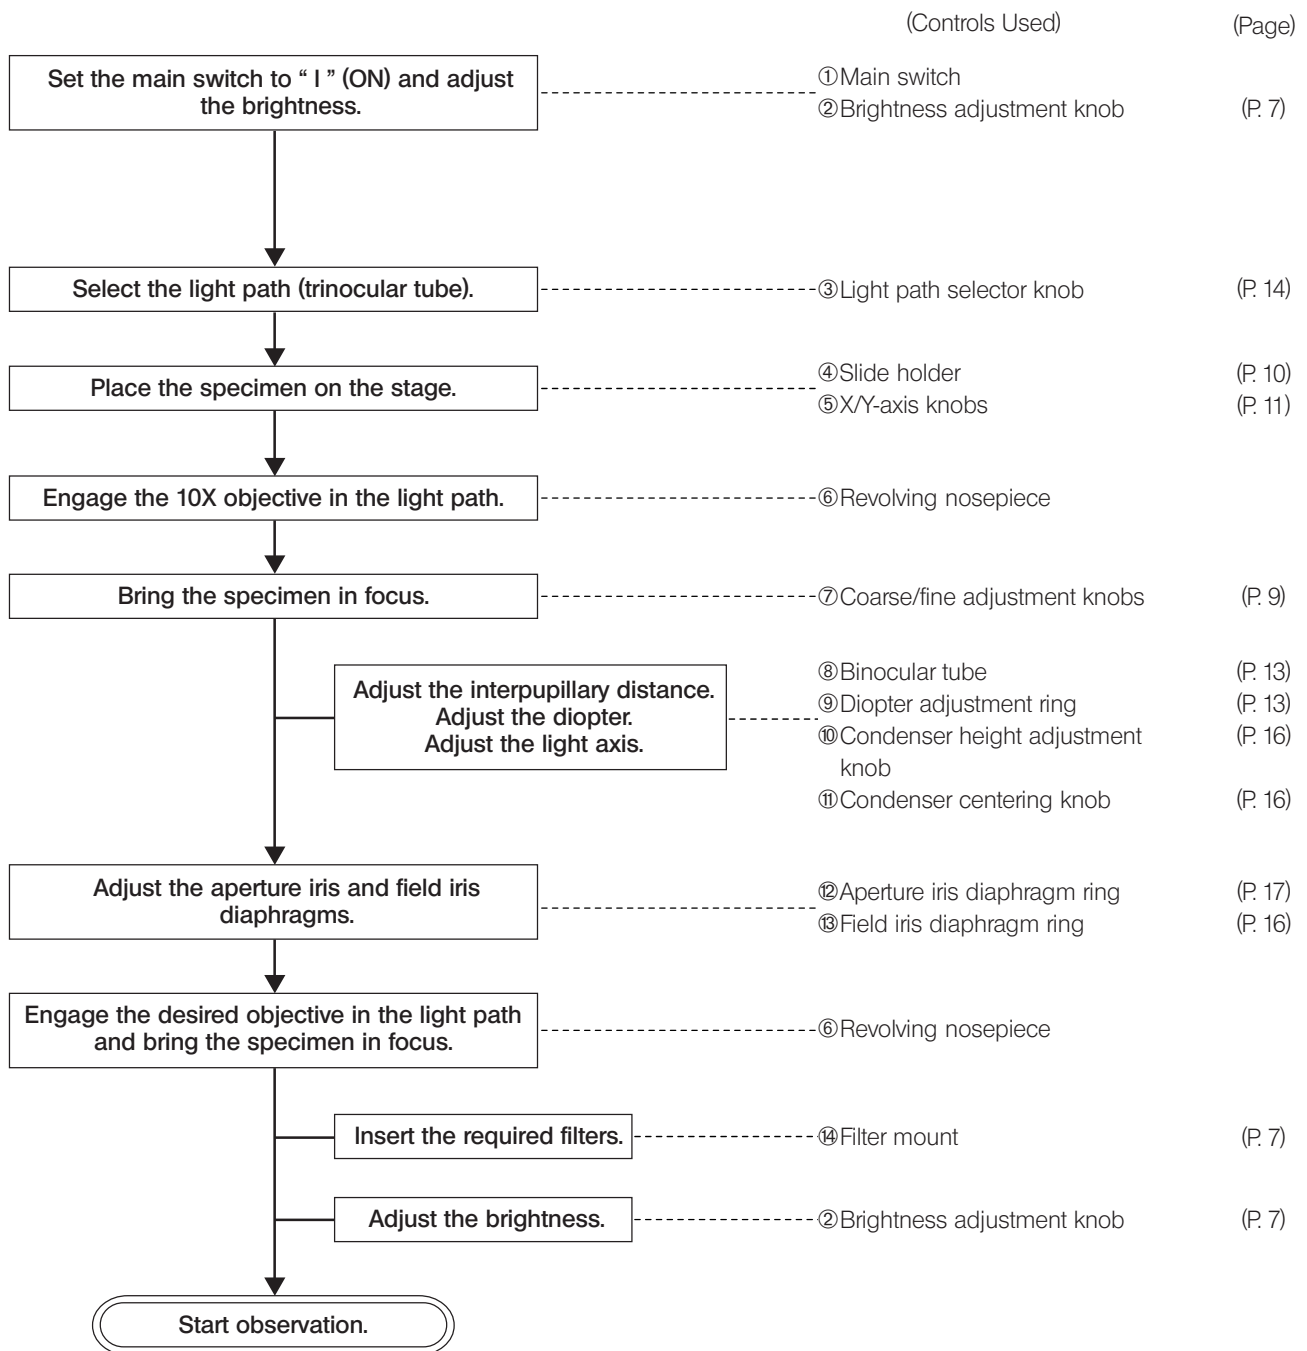 (Controls Used) (Page)
Set the main switch to “ I ” (ON) and adjust
the brightness.
①Main switch
②Brightness adjustment knob (P. 7)
Select the light path (trinocular tube).
③Light path selector knob (P. 14)
Place the specimen on the stage.
④Slide holder (P. 10)
⑤X/Y-axis knobs (P. 11)
Engage the 10X objective in the light path.
⑥Revolving nosepiece
Bring the specimen in focus.
⑦Coarse/fine adjustment knobs (P. 9)
Adjust the interpupillary distance.
Adjust the diopter.
Adjust the light axis.
⑧Binocular tube (P. 13)
⑨Diopter adjustment ring (P. 13)
⑩Condenser height adjustment (P. 16)
knob
⑪Condenser centering knob (P. 16)
Adjust the aperture iris and field iris
diaphragms.
⑫Aperture iris diaphragm ring (P. 17)
⑬Field iris diaphragm ring (P. 16)
Engage the desired objective in the light path
and bring the specimen in focus.
⑥Revolving nosepiece
Insert the required filters.
⑭Filter mount (P. 7)
Adjust the brightness.
②Brightness adjustment knob (P. 7)
Start observation.